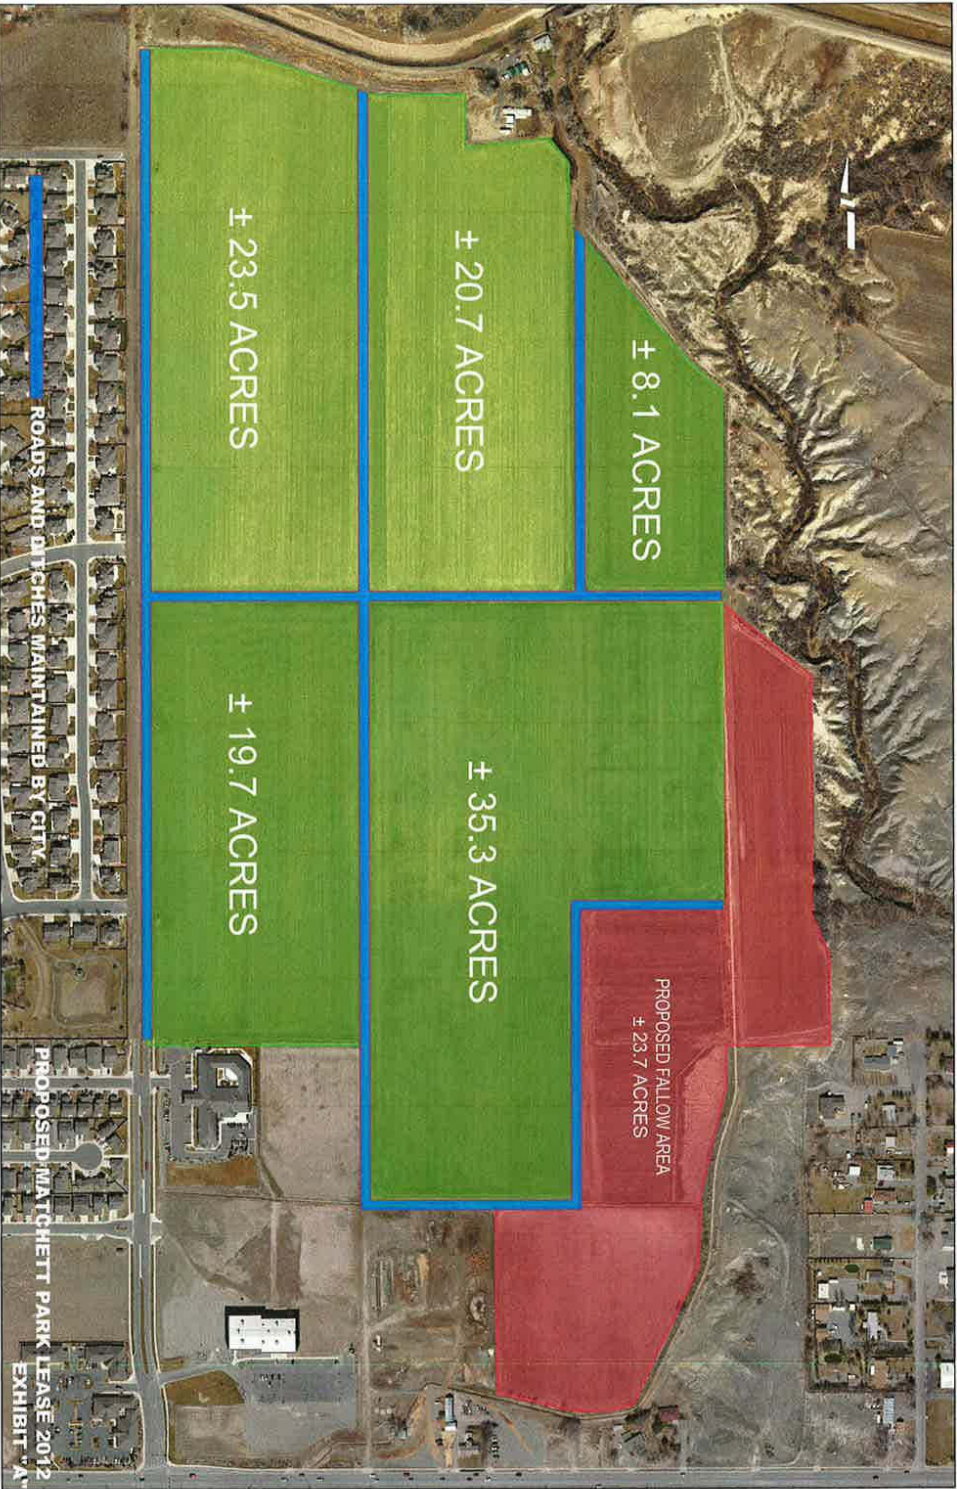 ± 8.1 ACRES
± 20.7 ACRES
± 23.5 ACRES
PROPOSED FALLOW AREA
± 23.7 ACRES
± 35.3 ACRES
± 19.7 ACRES
ROADS AND DITCHES MAINTAINED BY CITY
PROPOSED MATCHETT PARK LEASE 2012
EXHIBIT "A"